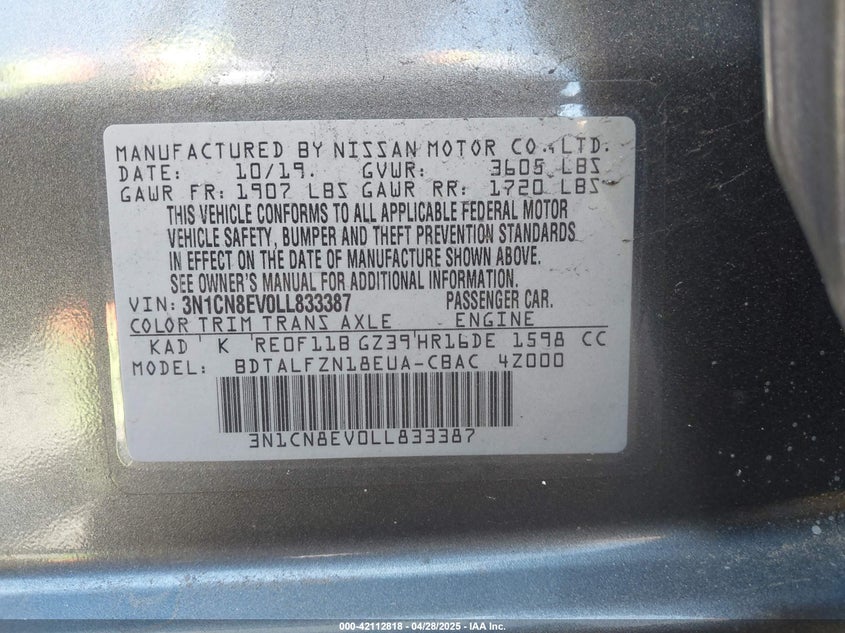 MANUFACTURED BY NISSAN MOTOR CO.,LTD.
DATE: 10/19. GVWR: 3605 LBS
GAWR FR: 1907 LBS GAWR RR: 1720 LBS
THIS VEHICLE CONFORMS TO ALL APPLICABLE FEDERAL MOTOR
VEHICLE SAFETY, BUMPER AND THEFT PREVENTION STANDARDS
IN EFFECT ON THE DATE OF MANUFACTURE SHOWN ABOVE.
SEE OWNER'S MANUAL FOR ADDITIONAL INFORMATION.
VIN: 3N1CN8EV0LL833387 PASSENGER CAR.
COLOR TRIM TRANS AXLE ENGINE
KAD K RE0F11B GZ39 HR16DE 1598 CC
MODEL: BDTALFZN18EUA-CBAC 4Z000
3N1CN8EV0LL833387
000-42112818 - 04/28/2025 - IAA Inc.